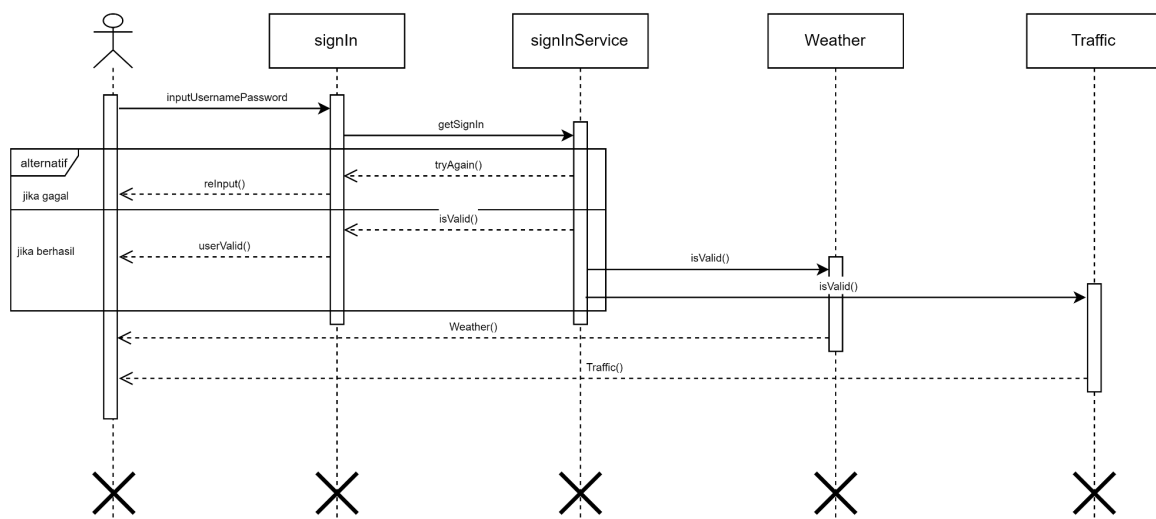 signIn
signInService
Weather
Traffic
inputUsernamePassword
getSignIn
alternatif
tryAgain()
reInput()
jika gagal
isValid()
userValid()
jika berhasil
isValid()
isValid()
Weather()
Traffic()